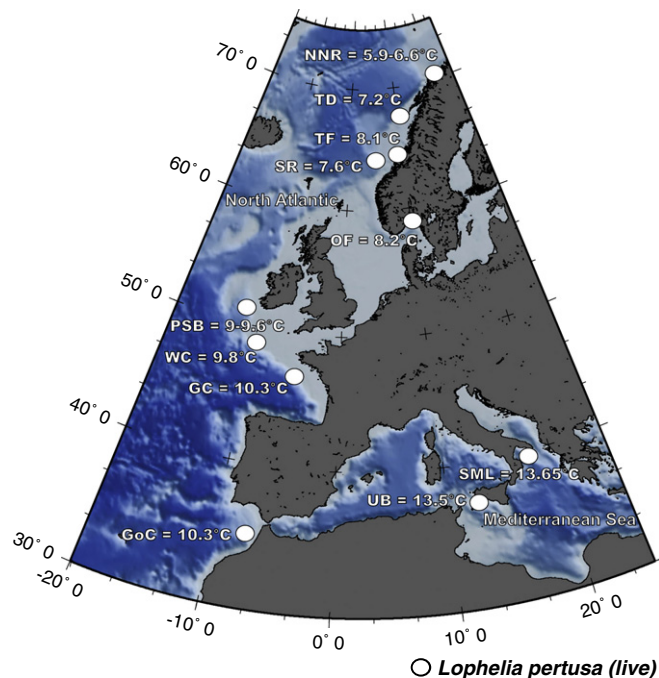 70° 0
NNR = 5.9-6.6°C
TD = 7.2°C
TF = 8.1°C
SR = 7.6°C
60° 0
North Atlantic
OF = 8.2°C
50° 0
PSB = 9-9.6°C
WC = 9.8°C
GC = 10.3°C
40° 0
SML = 13.65°C
UB = 13.5°C
Mediterranean Sea
GoC = 10.3°C
30° 0
-20° 0
-10° 0
0° 0
10° 0
20° 0
Lophelia pertusa (live)